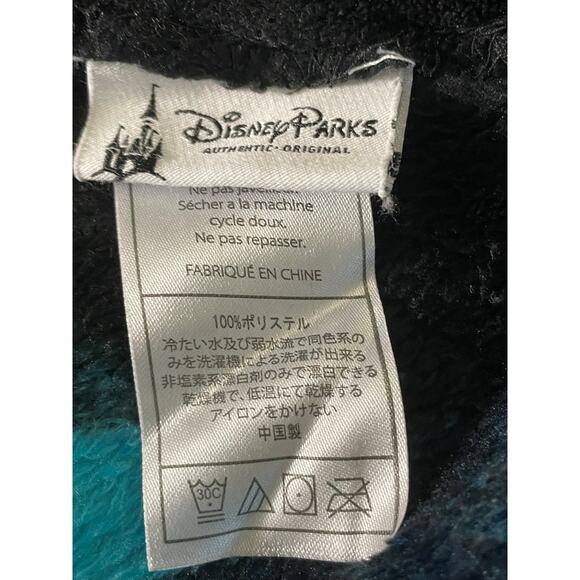 DISNEY PARKS
AUTHENTIC • ORIGINAL
Ne pas javelliser.
Sécher a la machine
cycle doux.
Ne pas repasser.
FABRIQUÉ EN CHINE
100%ポリステル
冷たい水及び弱水流で同色系の
みを洗濯機による洗濯が出来る
非塩素系漂白剤のみで漂白できる
乾燥機で、低温にて乾燥する
アイロンをかけない
中国製
30C